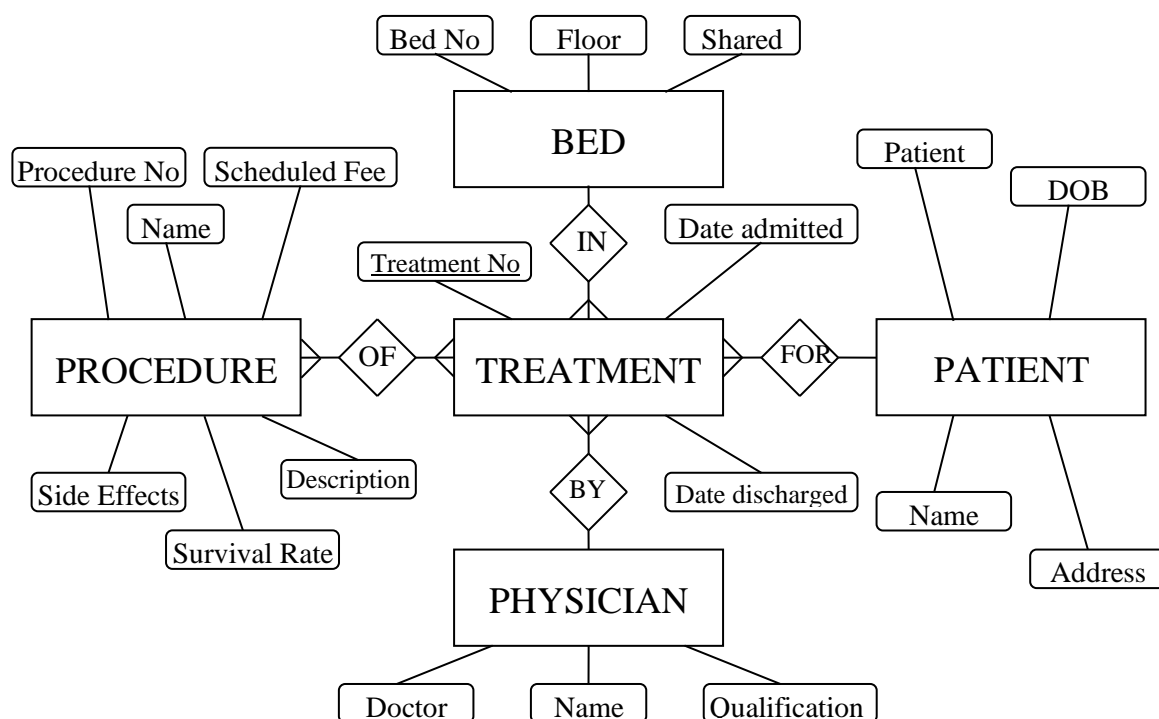 Bed No
Floor
Shared
BED
Patient
Procedure No
Scheduled Fee
DOB
Name
IN
Date admitted
Treatment No
PROCEDURE
OF
TREATMENT
FOR
PATIENT
Side Effects
Description
BY
Date discharged
Name
Survival Rate
Address
PHYSICIAN
Doctor
Name
Qualification